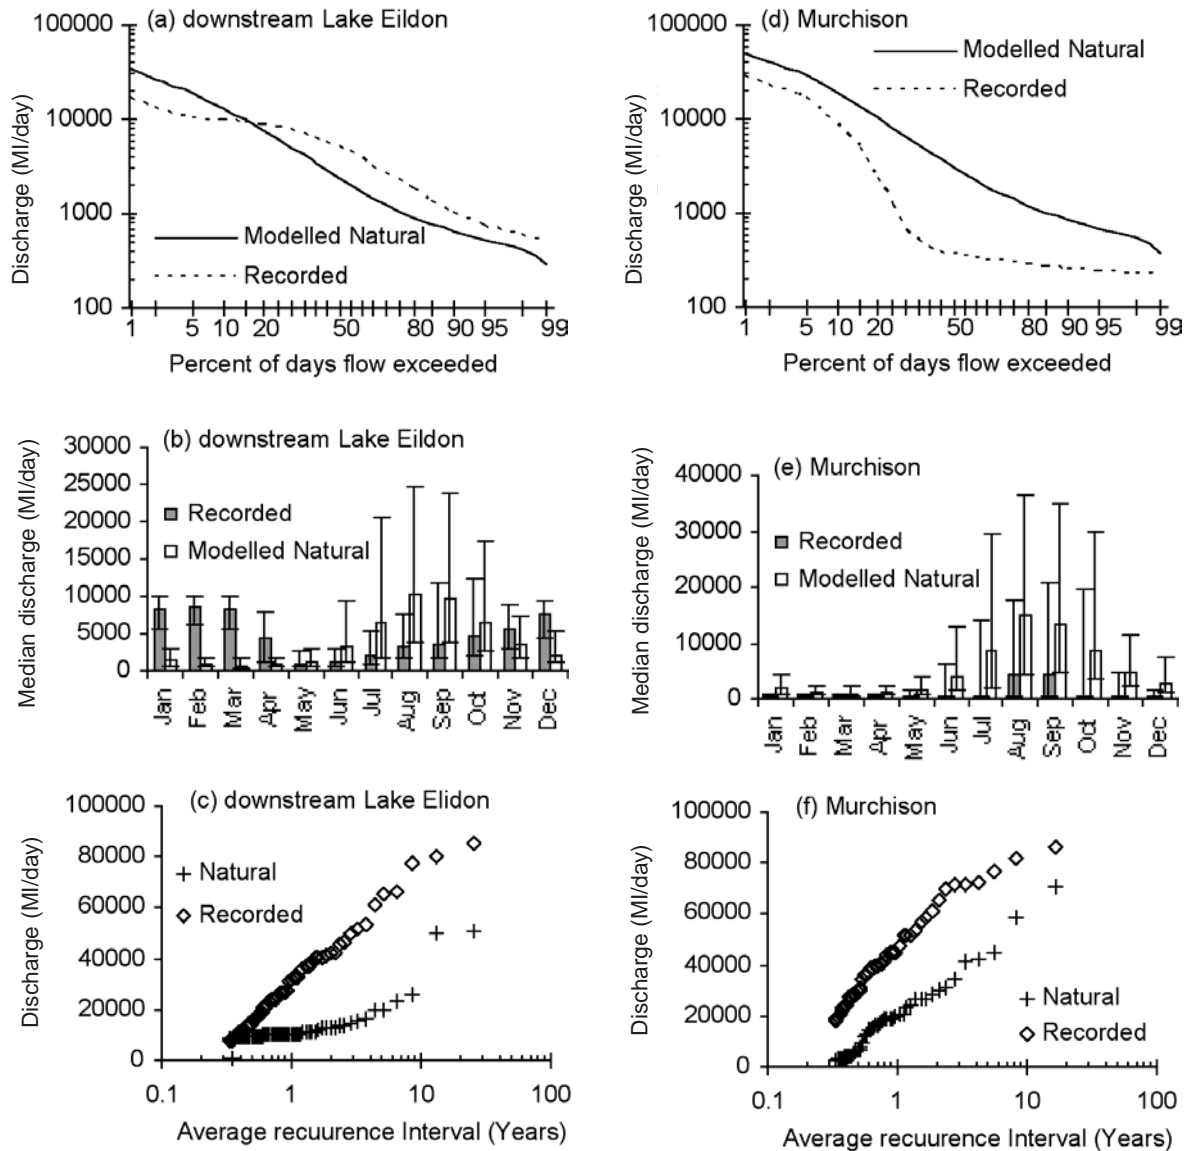 (a) downstream Lake Eildon
Discharge (Ml/day)
100000
10000
1000
100
Modelled Natural
Recorded
1 5 10 20 50 80 90 95 99
Percent of days flow exceeded
(d) Murchison
Discharge (Ml/day)
100000
10000
1000
100
Modelled Natural
Recorded
1 5 10 20 50 80 90 95 99
Percent of days flow exceeded
(b) downstream Lake Eildon
Median discharge (Ml/day)
30000
25000
20000
15000
10000
5000
0
Recorded
Modelled Natural
Jan Feb Mar Apr May Jun Jul Aug Sep Oct Nov Dec
(e) Murchison
Median discharge (Ml/day)
40000
30000
20000
10000
0
Recorded
Modelled Natural
Jan Feb Mar Apr May Jun Jul Aug Sep Oct Nov Dec
(c) downstream Lake Elidon
Discharge (Ml/day)
100000
80000
60000
40000
20000
0
Natural
Recorded
0.1 1 10 100
Average recuurence Interval (Years)
(f) Murchison
Discharge (Ml/day)
100000
80000
60000
40000
20000
0
Natural
Recorded
0.1 1 10 100
Average recuurence Interval (Years)